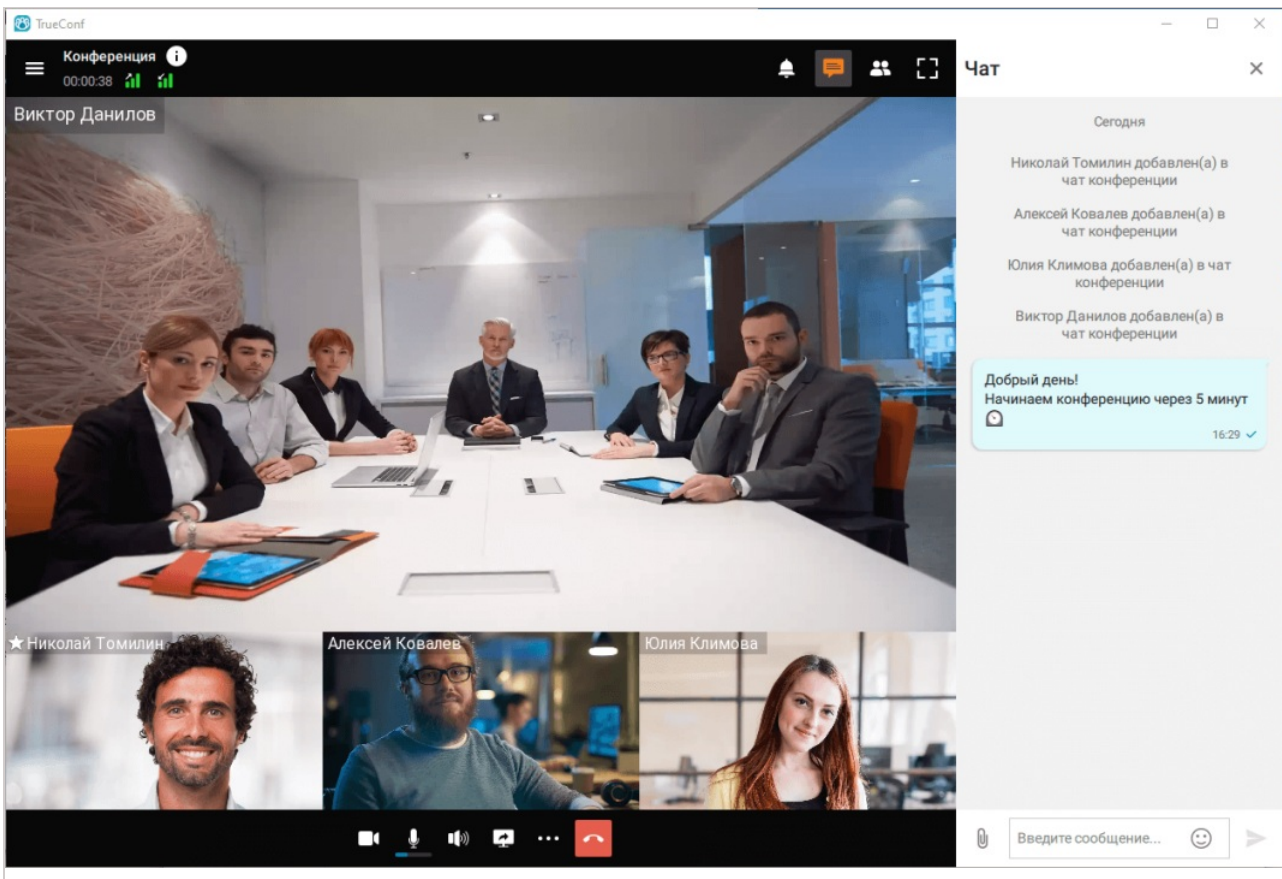 TrueConf
Конференция
00:00:38
Виктор Данилов
Николай Томилин
Алексей Ковалев
Юлия Климова
Чат
Сегодня
Николай Томилин добавлен(а) в
чат конференции
Алексей Ковалев добавлен(а) в
чат конференции
Юлия Климова добавлен(а) в чат
конференции
Виктор Данилов добавлен(а) в
чат конференции
Добрый день!
Начинаем конференцию через 5 минут
16:29
Введите сообщение...